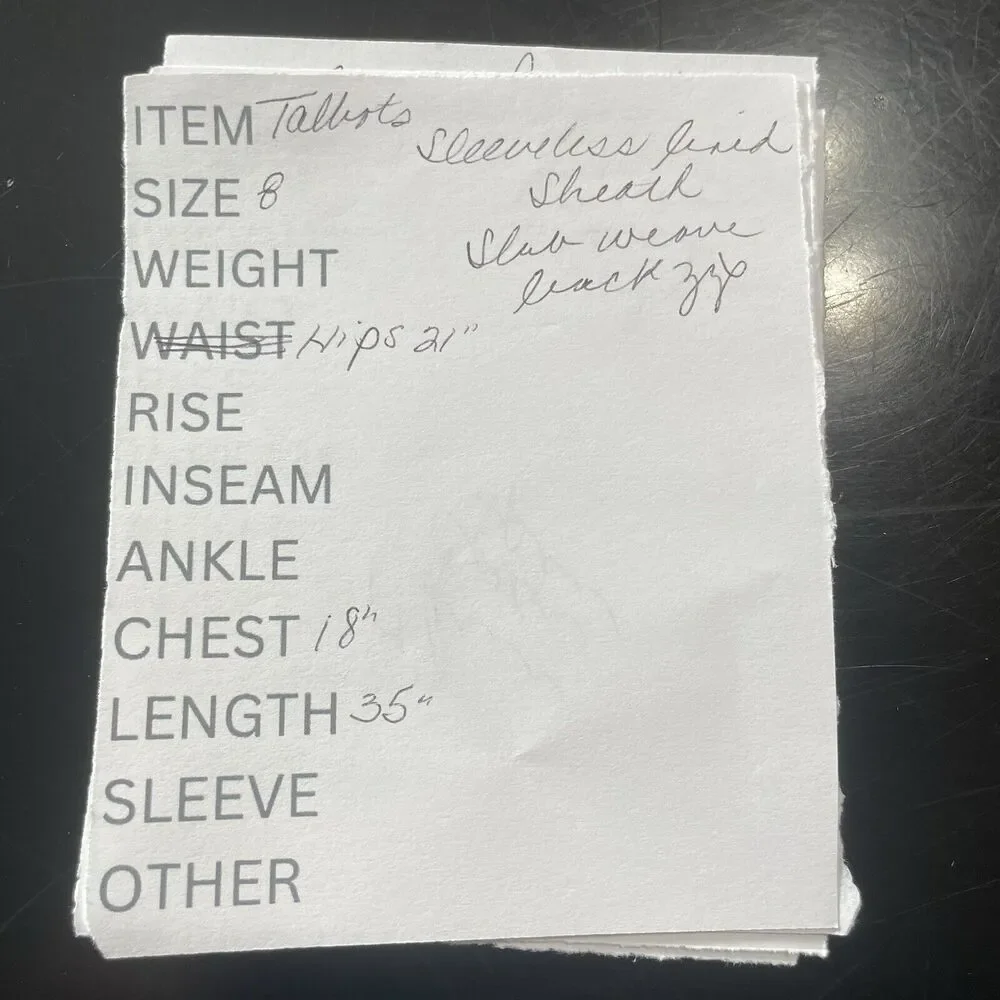 ITEM Talbots
Sleeveless lined
Sheath
SIZE 8
Slub weave
back zip
WEIGHT
WAIST Hips 21"
RISE
INSEAM
ANKLE
CHEST 18"
LENGTH 35"
SLEEVE
OTHER